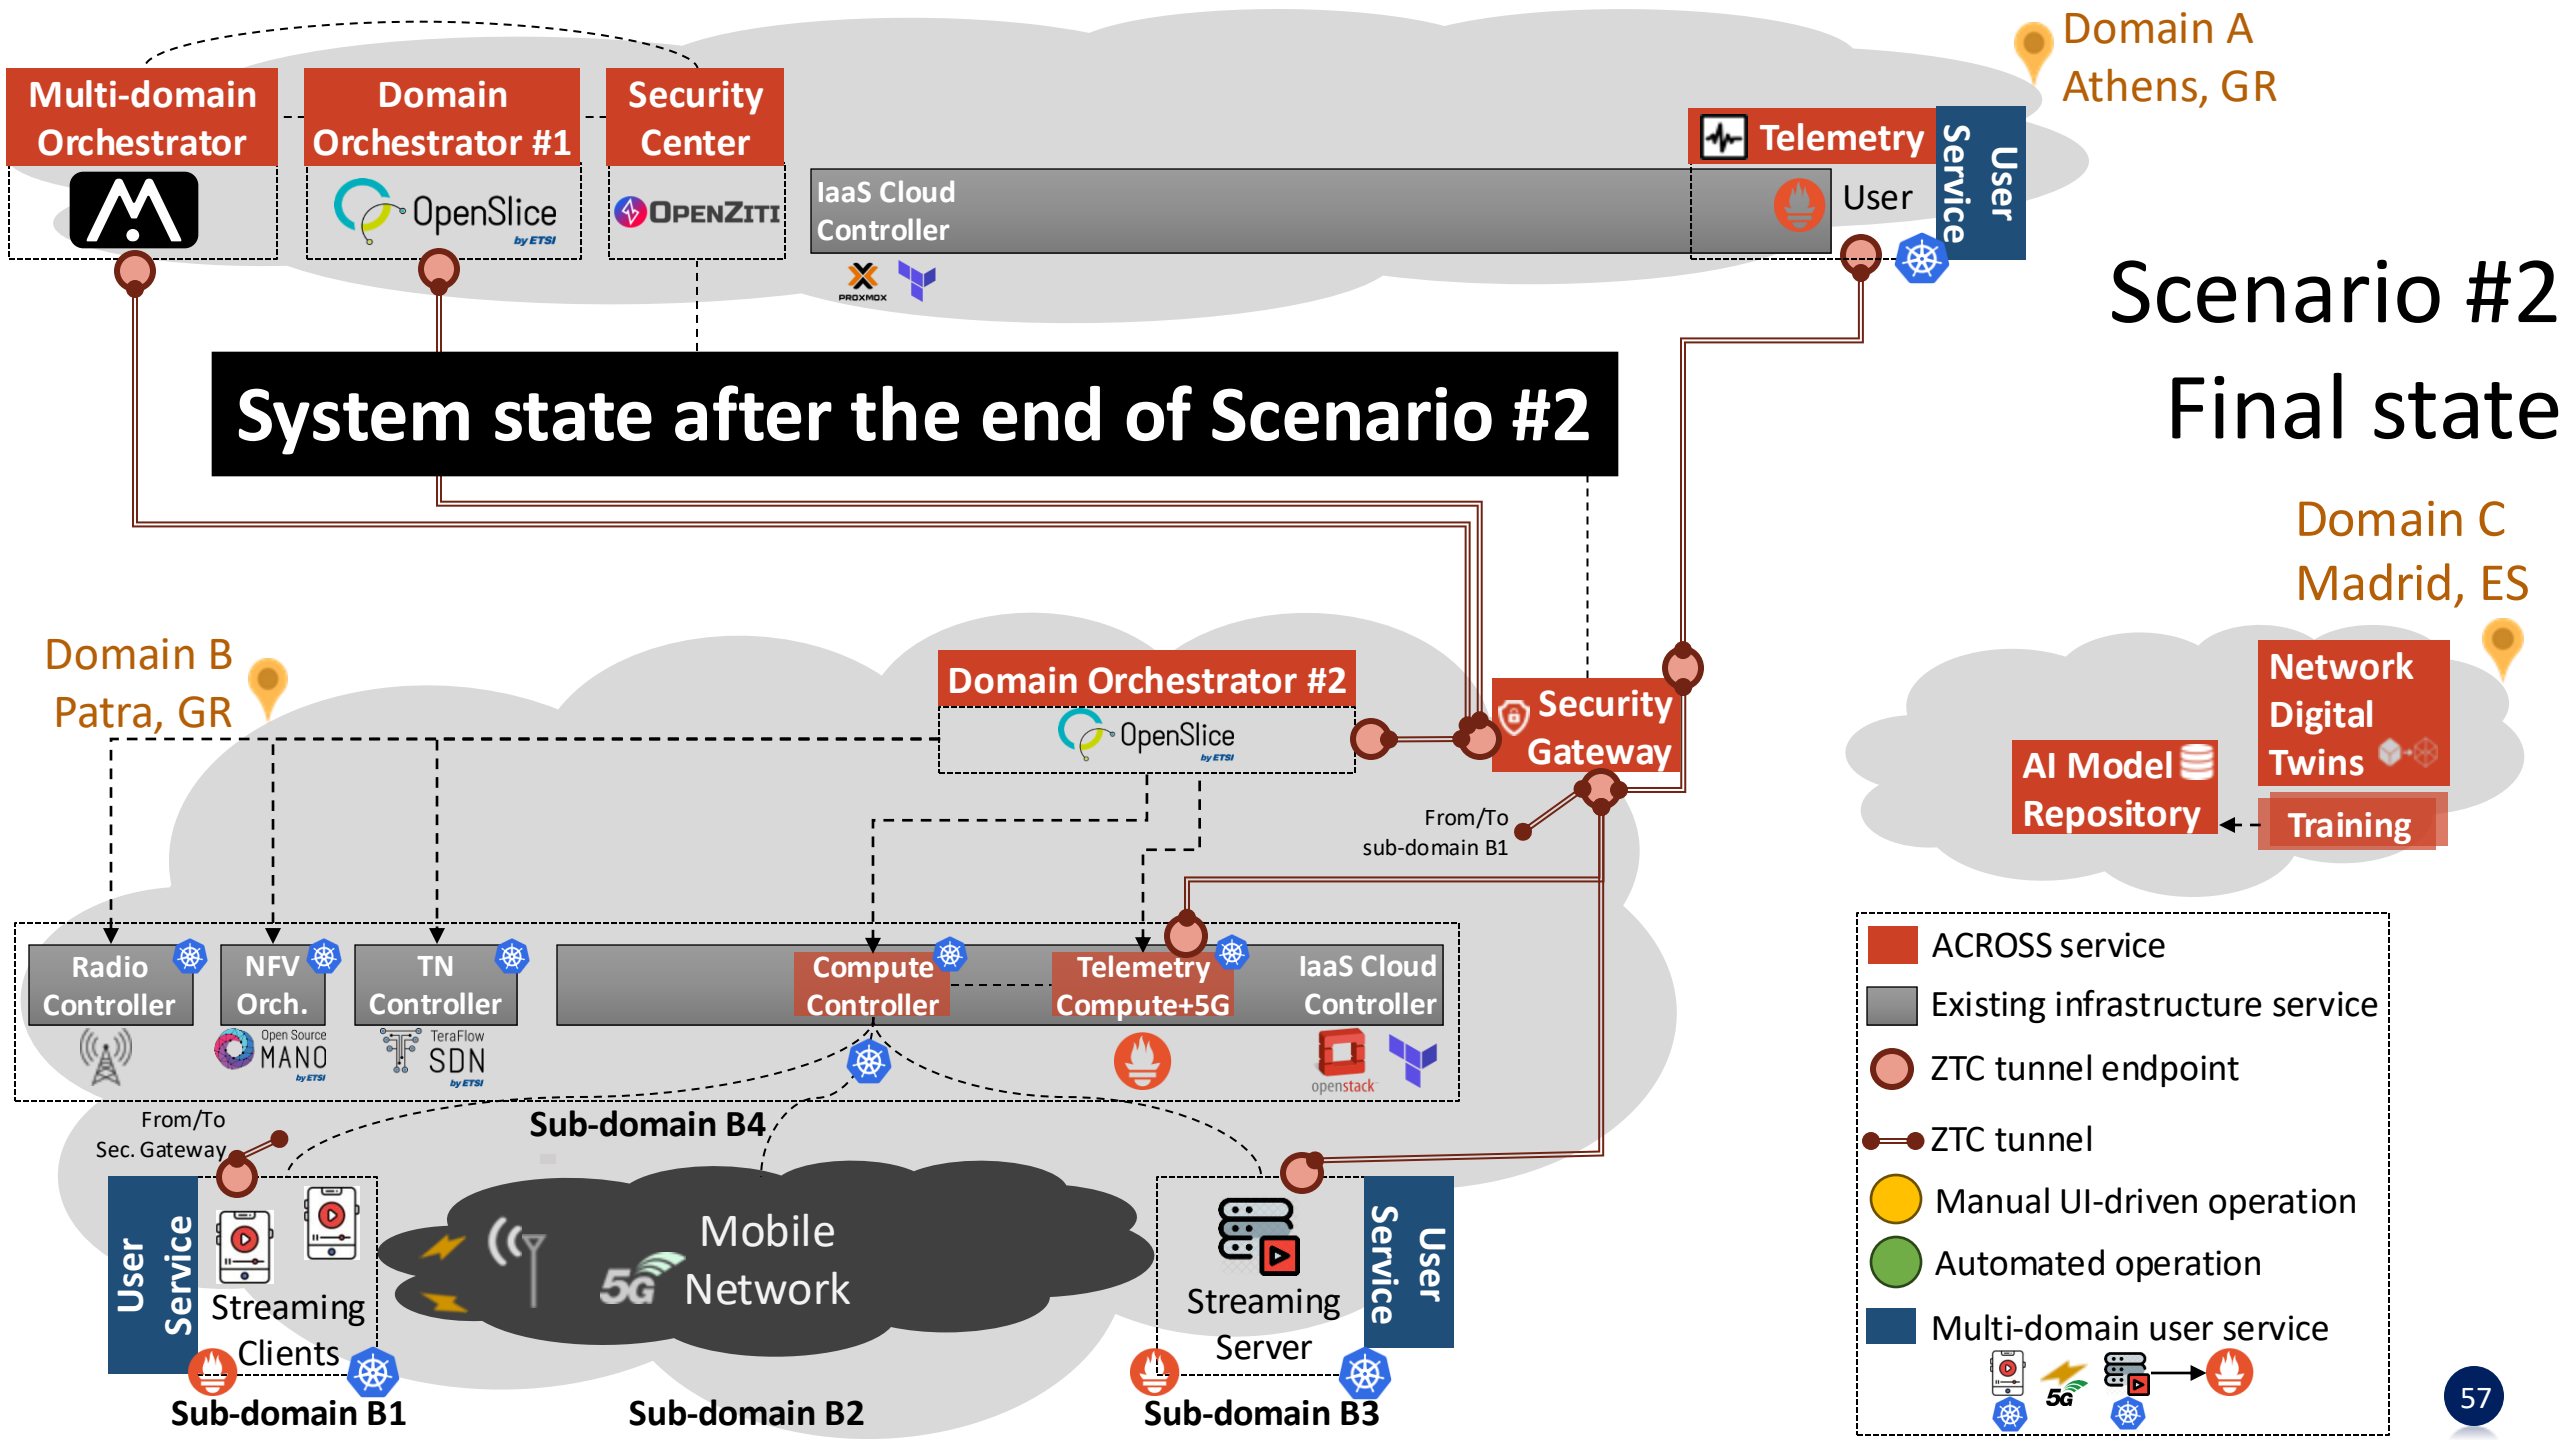 Domain A
Athens, GR
Multi-domain
Orchestrator
Domain
Orchestrator #1
OpenSlice
by ETSI
Security
Center
OPENZITI
IaaS Cloud
Controller
PROXMOX
Telemetry
User
User
Service
Scenario #2
Final state
System state after the end of Scenario #2
Domain C
Madrid, ES
Network
Digital
Twins
AI Model
Repository
Training
Domain B
Patra, GR
Domain Orchestrator #2
OpenSlice
by ETSI
Security
Gateway
From/To
sub-domain B1
Radio
Controller
NFV
Orch.
Open Source
MANO
by ETSI
TN
Controller
TeraFlow
SDN
by ETSI
Compute
Controller
Telemetry
Compute+5G
IaaS Cloud
Controller
openstack
Sub-domain B4
From/To
Sec. Gateway
User
Service
Streaming
Clients
Sub-domain B1
5G
Mobile
Network
Sub-domain B2
Streaming
Server
User
Service
Sub-domain B3
ACROSS service
Existing infrastructure service
ZTC tunnel endpoint
ZTC tunnel
Manual UI-driven operation
Automated operation
Multi-domain user service
5G
57